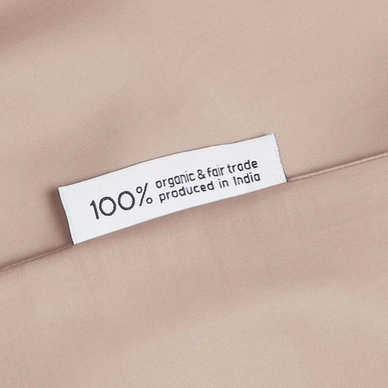 100% organic & fair trade
produced in India